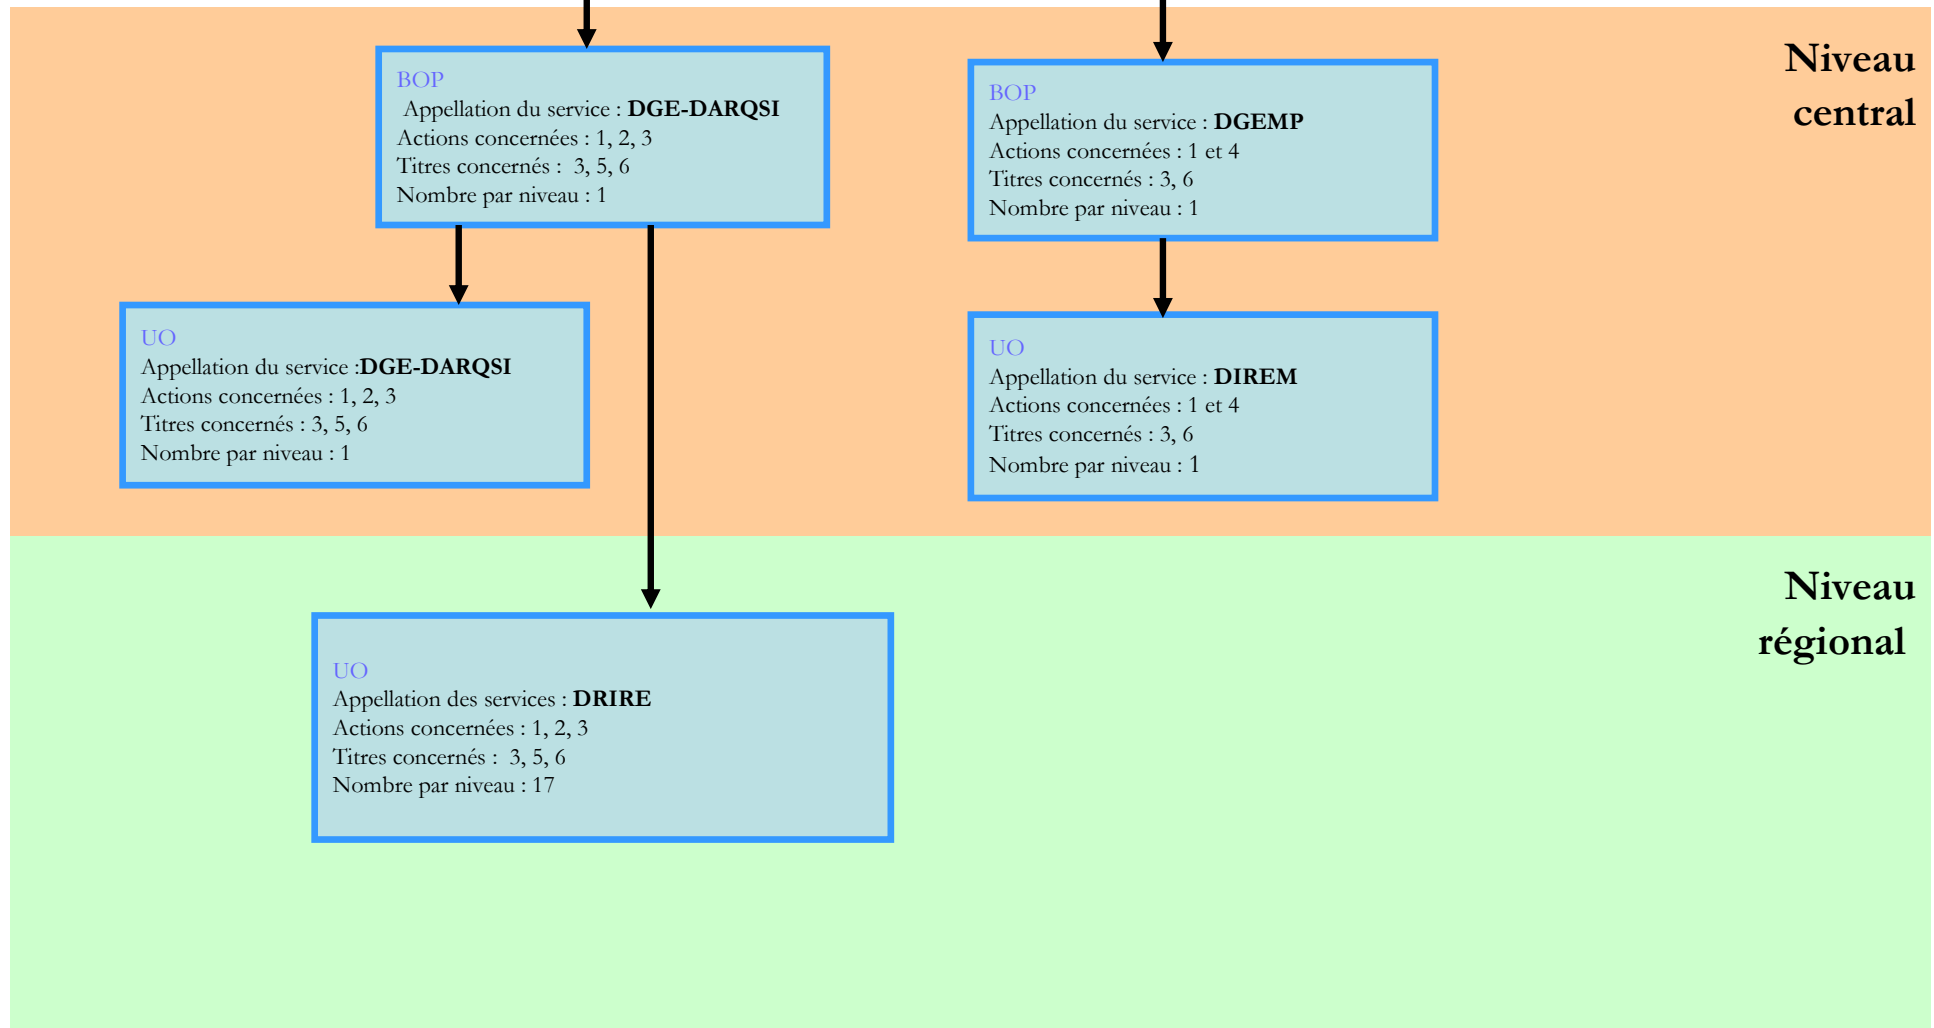 Niveau
central
BOP
Appellation du service : DGE-DARQSI
Actions concernées : 1, 2, 3
Titres concernés : 3, 5, 6
Nombre par niveau : 1
BOP
Appellation du service : DGEMP
Actions concernées : 1 et 4
Titres concernés : 3, 6
Nombre par niveau : 1
UO
Appellation du service :DGE-DARQSI
Actions concernées : 1, 2, 3
Titres concernés : 3, 5, 6
Nombre par niveau : 1
UO
Appellation du service : DIREM
Actions concernées : 1 et 4
Titres concernés : 3, 6
Nombre par niveau : 1
Niveau
régional
UO
Appellation des services : DRIRE
Actions concernées : 1, 2, 3
Titres concernés : 3, 5, 6
Nombre par niveau : 17